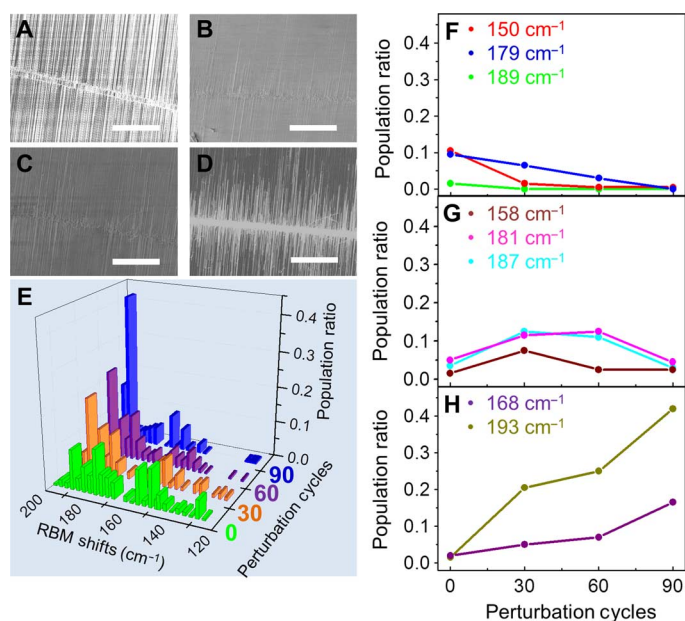 A
B
C
D
E
0.4
0.3
0.2
0.1
0.0
Population ratio
200
180
160
140
120
RBM shifts (cm⁻¹)
0
30
60
90
Perturbation cycles
F
150 cm⁻¹
179 cm⁻¹
189 cm⁻¹
0.4
0.3
0.2
0.1
0.0
Population ratio
G
158 cm⁻¹
181 cm⁻¹
187 cm⁻¹
0.4
0.3
0.2
0.1
0.0
Population ratio
H
168 cm⁻¹
193 cm⁻¹
0.4
0.3
0.2
0.1
0.0
Population ratio
0 30 60 90
Perturbation cycles